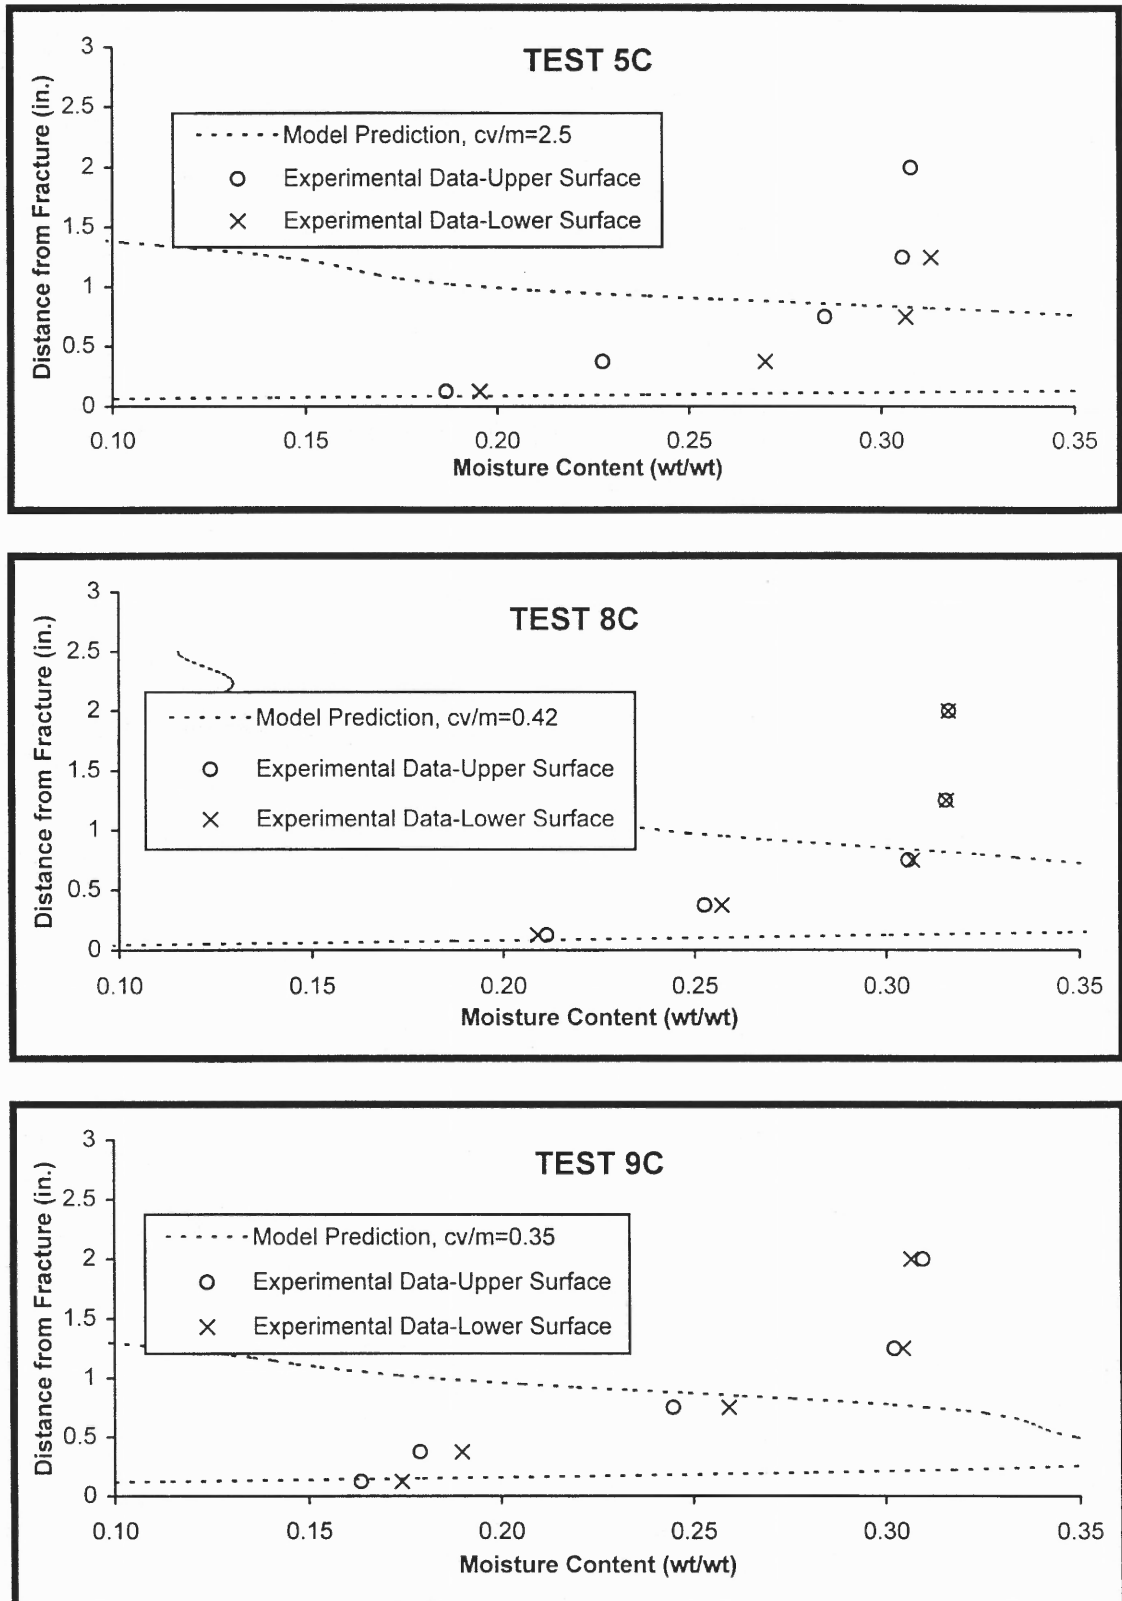 TEST 5C
Distance from Fracture (in.)
3
2.5
2
1.5
1
0.5
0
Model Prediction, cv/m=2.5
Experimental Data-Upper Surface
Experimental Data-Lower Surface
0.10 0.15 0.20 0.25 0.30 0.35
Moisture Content (wt/wt)
TEST 8C
Distance from Fracture (in.)
3
2.5
2
1.5
1
0.5
0
Model Prediction, cv/m=0.42
Experimental Data-Upper Surface
Experimental Data-Lower Surface
0.10 0.15 0.20 0.25 0.30 0.35
Moisture Content (wt/wt)
TEST 9C
Distance from Fracture (in.)
3
2.5
2
1.5
1
0.5
0
Model Prediction, cv/m=0.35
Experimental Data-Upper Surface
Experimental Data-Lower Surface
0.10 0.15 0.20 0.25 0.30 0.35
Moisture Content (wt/wt)